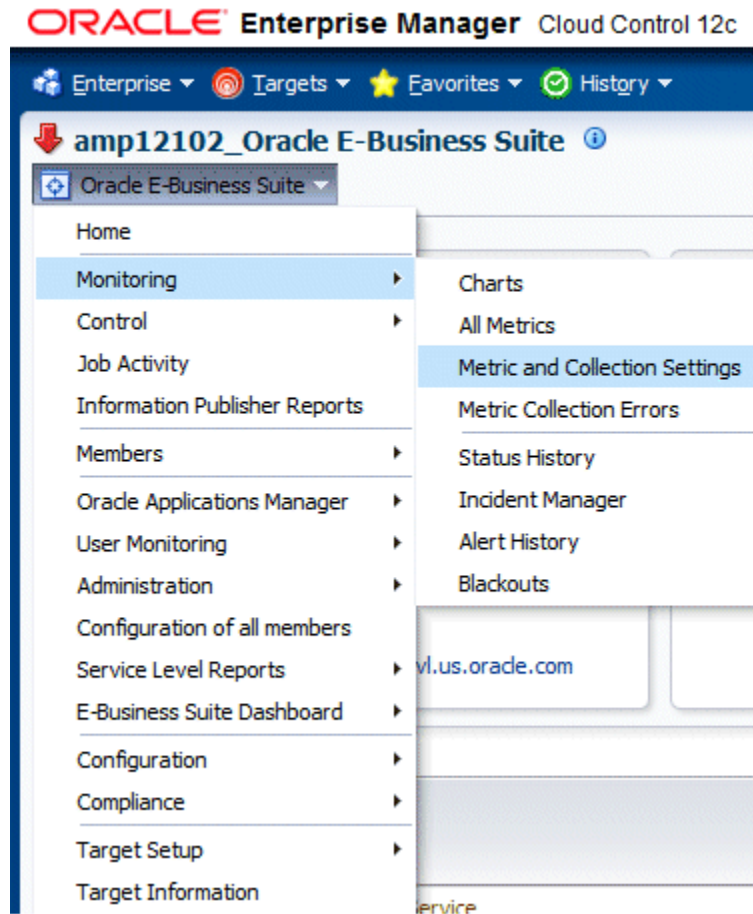 ORACLE Enterprise Manager Cloud Control 12c
Enterprise Targets Favorites History
amp12102_Oracle E-Business Suite
Oracle E-Business Suite
Home
Monitoring
Control
Job Activity
Information Publisher Reports
Members
Oracle Applications Manager
User Monitoring
Administration
Configuration of all members
Service Level Reports
E-Business Suite Dashboard
Configuration
Compliance
Target Setup
Target Information
Charts
All Metrics
Metric and Collection Settings
Metric Collection Errors
Status History
Incident Manager
Alert History
Blackouts
vl.us.oracle.com
Service